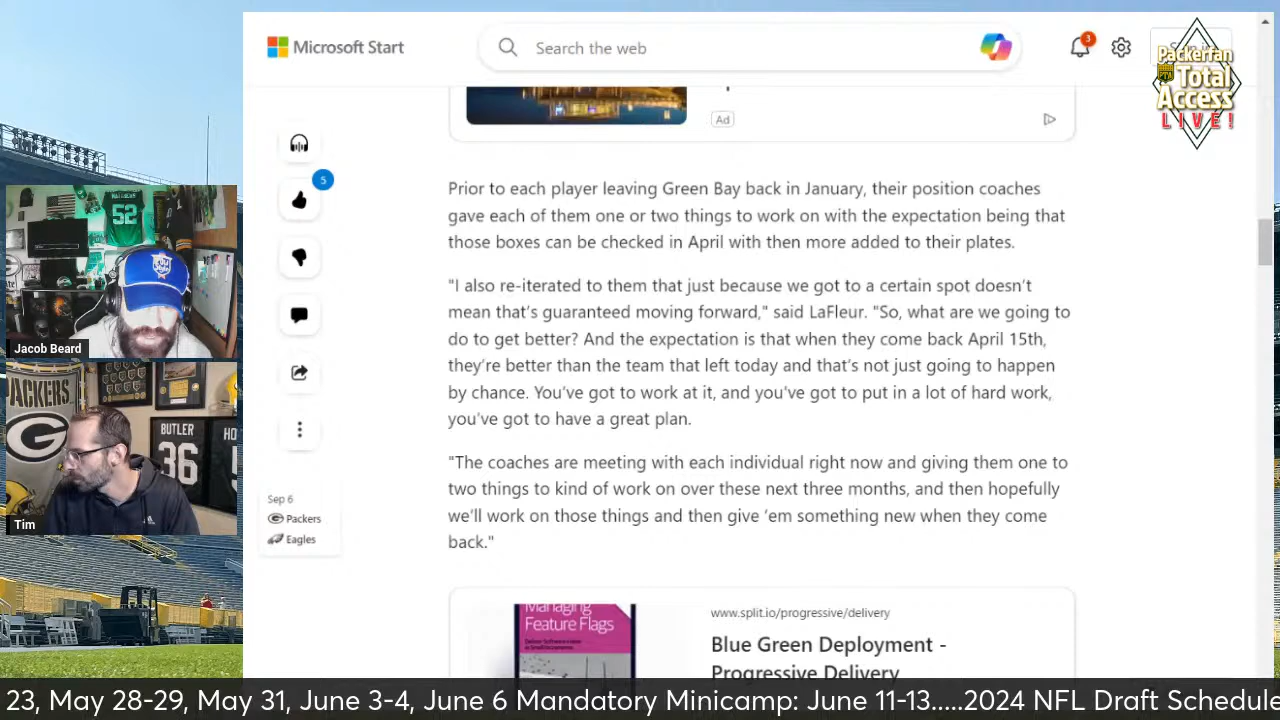 Microsoft Start
Search the web
3
Packerfan
Total
Access
LIVE!
Ad
5
Prior to each player leaving Green Bay back in January, their position coaches
gave each of them one or two things to work on with the expectation being that
those boxes can be checked in April with then more added to their plates.
"I also re-iterated to them that just because we got to a certain spot doesn’t
mean that’s guaranteed moving forward," said LaFleur. "So, what are we going to
do to get better? And the expectation is that when they come back April 15th,
they’re better than the team that left today and that’s not just going to happen
by chance. You’ve got to work at it, and you’ve got to put in a lot of hard work,
you’ve got to have a great plan.
"The coaches are meeting with each individual right now and giving them one to
two things to kind of work on over these next three months, and then hopefully
we’ll work on those things and then give ‘em something new when they come
back."
Sep 6
Packers
Eagles
52
Jacob Beard
PACKERS
G
BUTLER
36
HO
Tim
Managing
Feature Flags
www.split.io/progressive/delivery
Blue Green Deployment -
Progressive Delivery
23, May 28-29, May 31, June 3-4, June 6 Mandatory Minicamp: June 11-13.....2024 NFL Draft Schedule